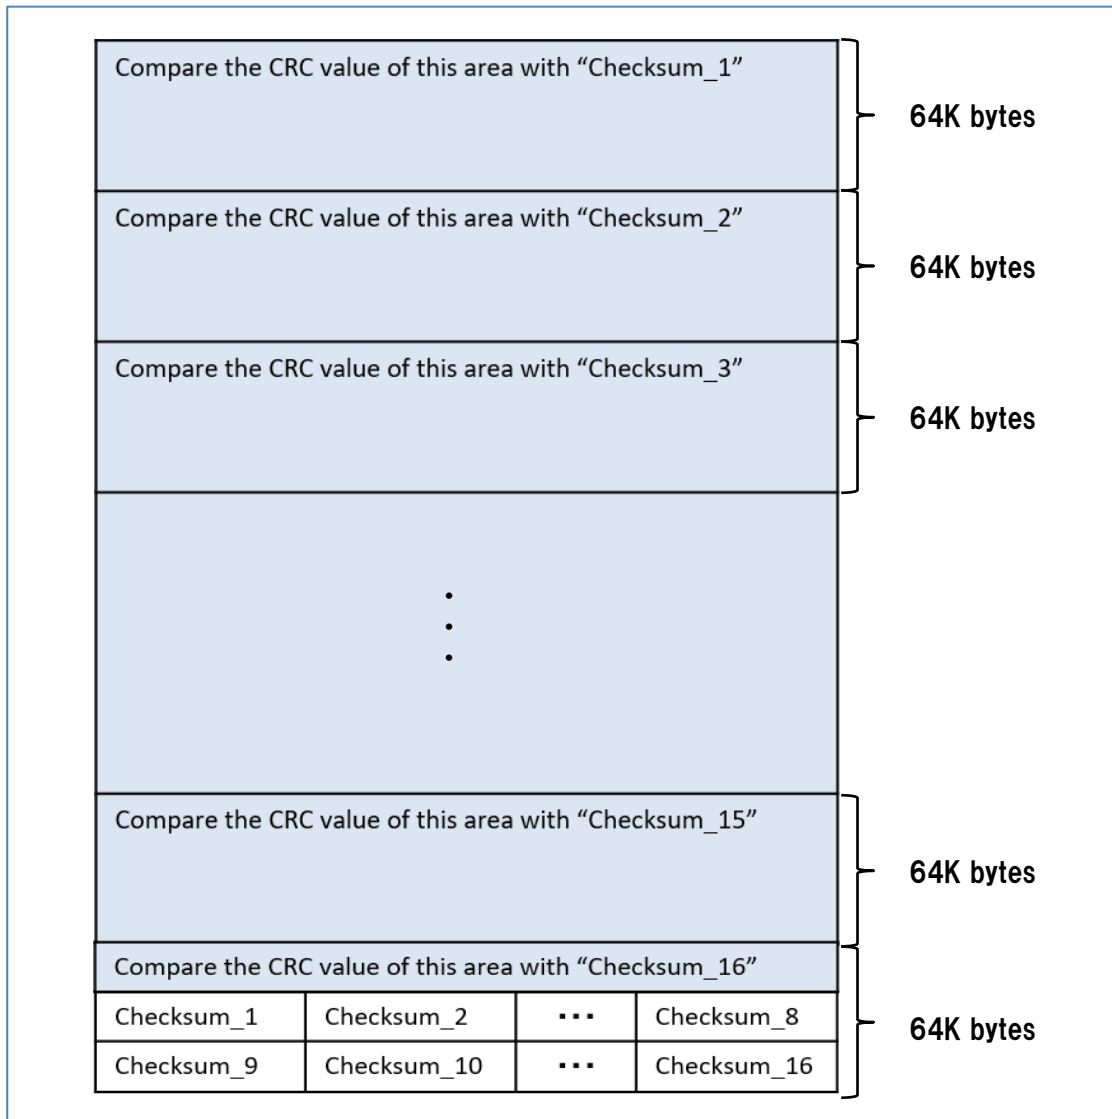 Compare the CRC value of this area with “Checksum_1”
64K bytes
Compare the CRC value of this area with “Checksum_2”
64K bytes
Compare the CRC value of this area with “Checksum_3”
64K bytes
Compare the CRC value of this area with “Checksum_15”
64K bytes
Compare the CRC value of this area with “Checksum_16”
Checksum_1 Checksum_2 ••• Checksum_8
64K bytes
Checksum_9 Checksum_10 ••• Checksum_16